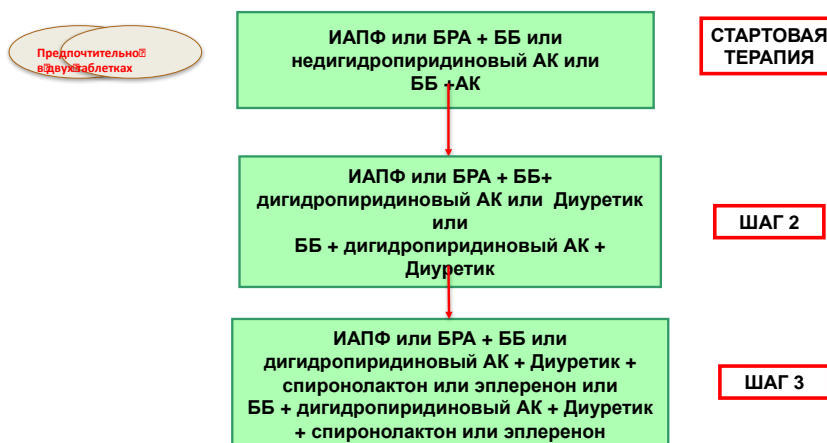 Предпочтительно
в двух таблетках
ИАПФ или БРА + ББ или
недигидропиридиновый АК или
ББ +АК
СТАРТОВАЯ
ТЕРАПИЯ
ИАПФ или БРА + ББ+
дигидропиридиновый АК или Диуретик
или
ББ + дигидропиридиновый АК +
Диуретик
ШАГ 2
ИАПФ или БРА + ББ или
дигидропиридиновый АК + Диуретик +
спиронолактон или эплеренон или
ББ + дигидропиридиновый АК + Диуретик
+ спиронолактон или эплеренон
ШАГ 3